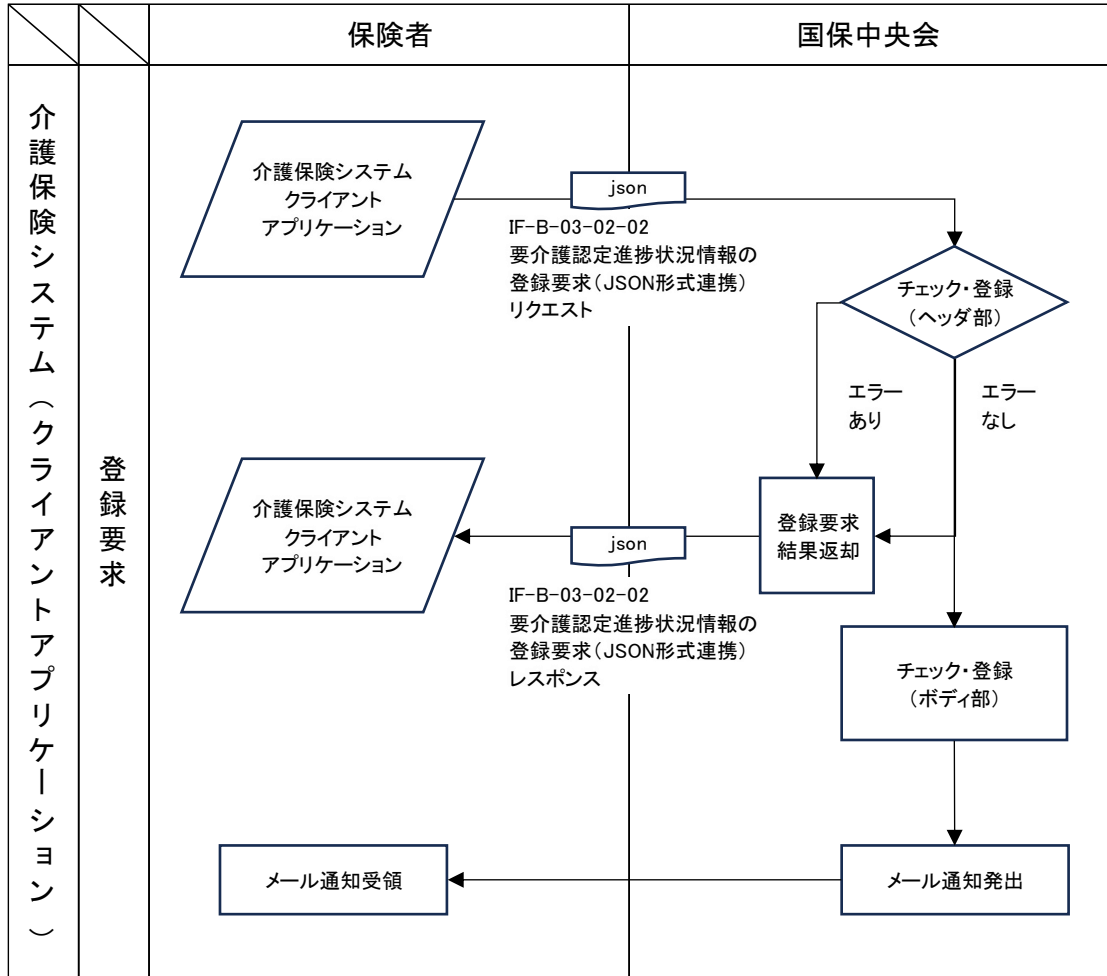 保険者
国保中央会
介護保険システム（クライアントアプリケーション）
登録要求
介護保険システム
クライアント
アプリケーション
json
IF-B-03-02-02
要介護認定進捗状況情報の
登録要求（JSON形式連携）
リクエスト
チェック・登録
（ヘッダ部）
エラー
あり
エラー
なし
介護保険システム
クライアント
アプリケーション
json
登録要求
結果返却
IF-B-03-02-02
要介護認定進捗状況情報の
登録要求（JSON形式連携）
レスポンス
チェック・登録
（ボディ部）
メール通知受領
メール通知発出